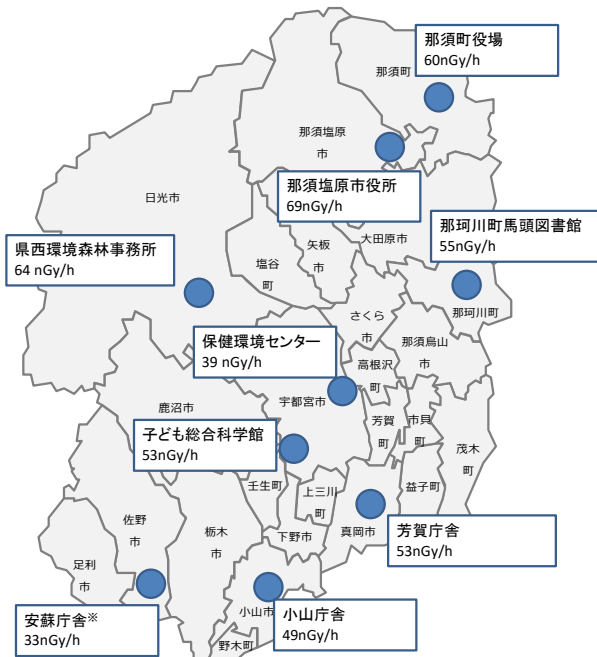 那須町役場
60nGy/h
那須町
那須塩原
市
那須塩原市役所
69nGy/h
日光市
大田原市
矢板
市
塩谷
町
那珂川町馬頭図書館
55nGy/h
県西環境森林事務所
64 nGy/h
那珂川町
さくら
市
保健環境センター
39 nGy/h
那須烏山
市
高根沢
町
鹿沼市
宇都宮市
芳賀
町
市貝
町
茂木
町
子ども総合科学館
53nGy/h
壬生町
上三川
町
益子町
佐野
市
栃木
市
下野市
真岡市
芳賀庁舎
53nGy/h
足利
市
小山市
安蘇庁舎※
33nGy/h
小山庁舎
49nGy/h
野木町